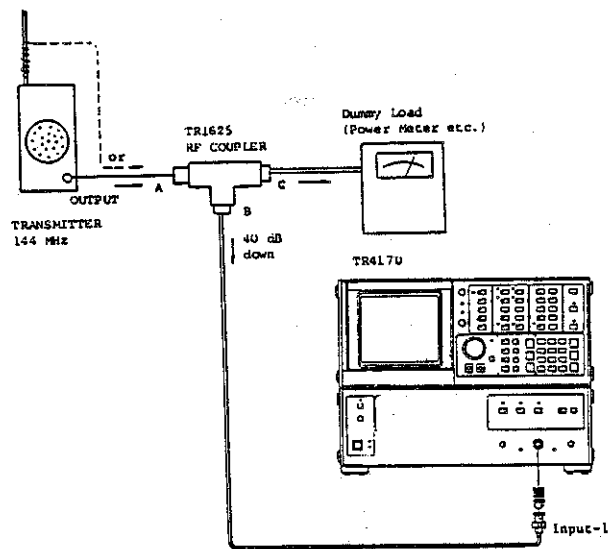 Dummy Load
(Power Meter etc.)
TR1625
RF COUPLER
or
A
C
OUTPUT
B
TRANSMITTER
144 MHz
40 dB
down
TR4170
Input-1